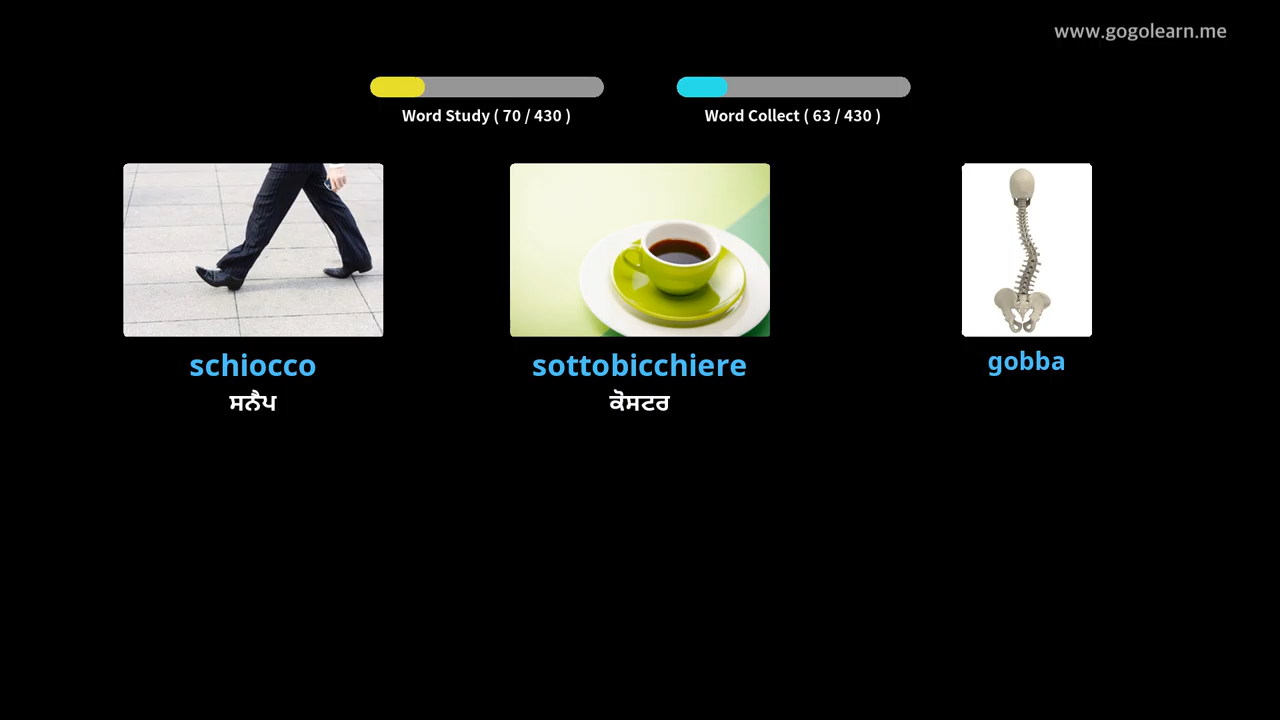 www.gogolearn.me
Word Study ( 70 / 430 )
Word Collect ( 63 / 430 )
schiocco
ਸਨੈਪ
sottobicchiere
ਕੋਸਟਰ
gobba